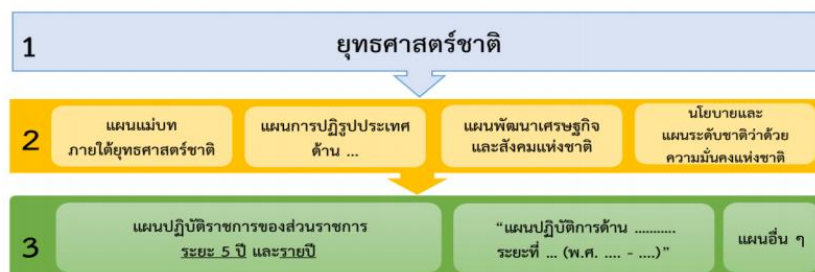 1
ยุทธศาสตร์ชาติ
2
แผนแม่บท
ภายใต้ยุทธศาสตร์ชาติ
แผนการปฏิรูปประเทศ
ด้าน ...
แผนพัฒนาเศรษฐกิจ
และสังคมแห่งชาติ
นโยบายและ
แผนระดับชาติว่าด้วย
ความมั่นคงแห่งชาติ
3
แผนปฏิบัติราชการของส่วนราชการ
ระยะ 5 ปี และรายปี
“แผนปฏิบัติการด้าน ...........
ระยะที่ ... (พ.ศ. .... - ....)”
แผนอื่น ๆ